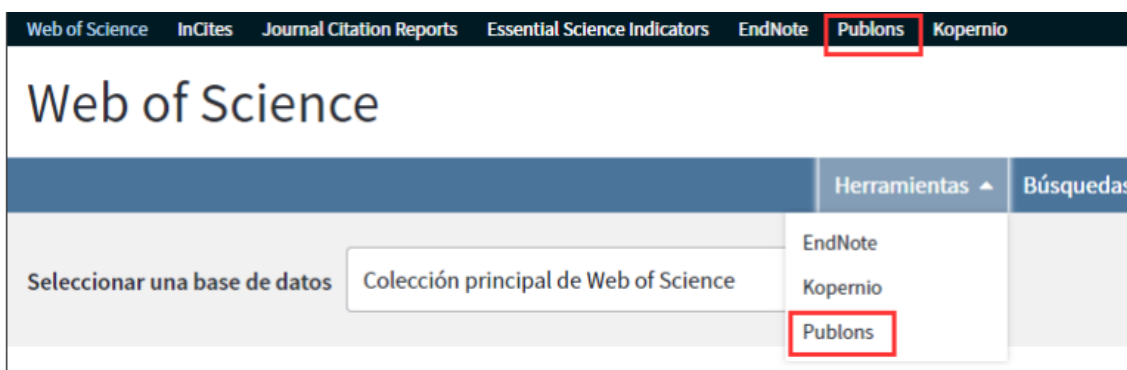 Web of Science InCites Journal Citation Reports Essential Science Indicators EndNote Publons Kopernio
Web of Science
Herramientas Búsquedas
EndNote
Seleccionar una base de datos Colección principal de Web of Science
Kopernio
Publons